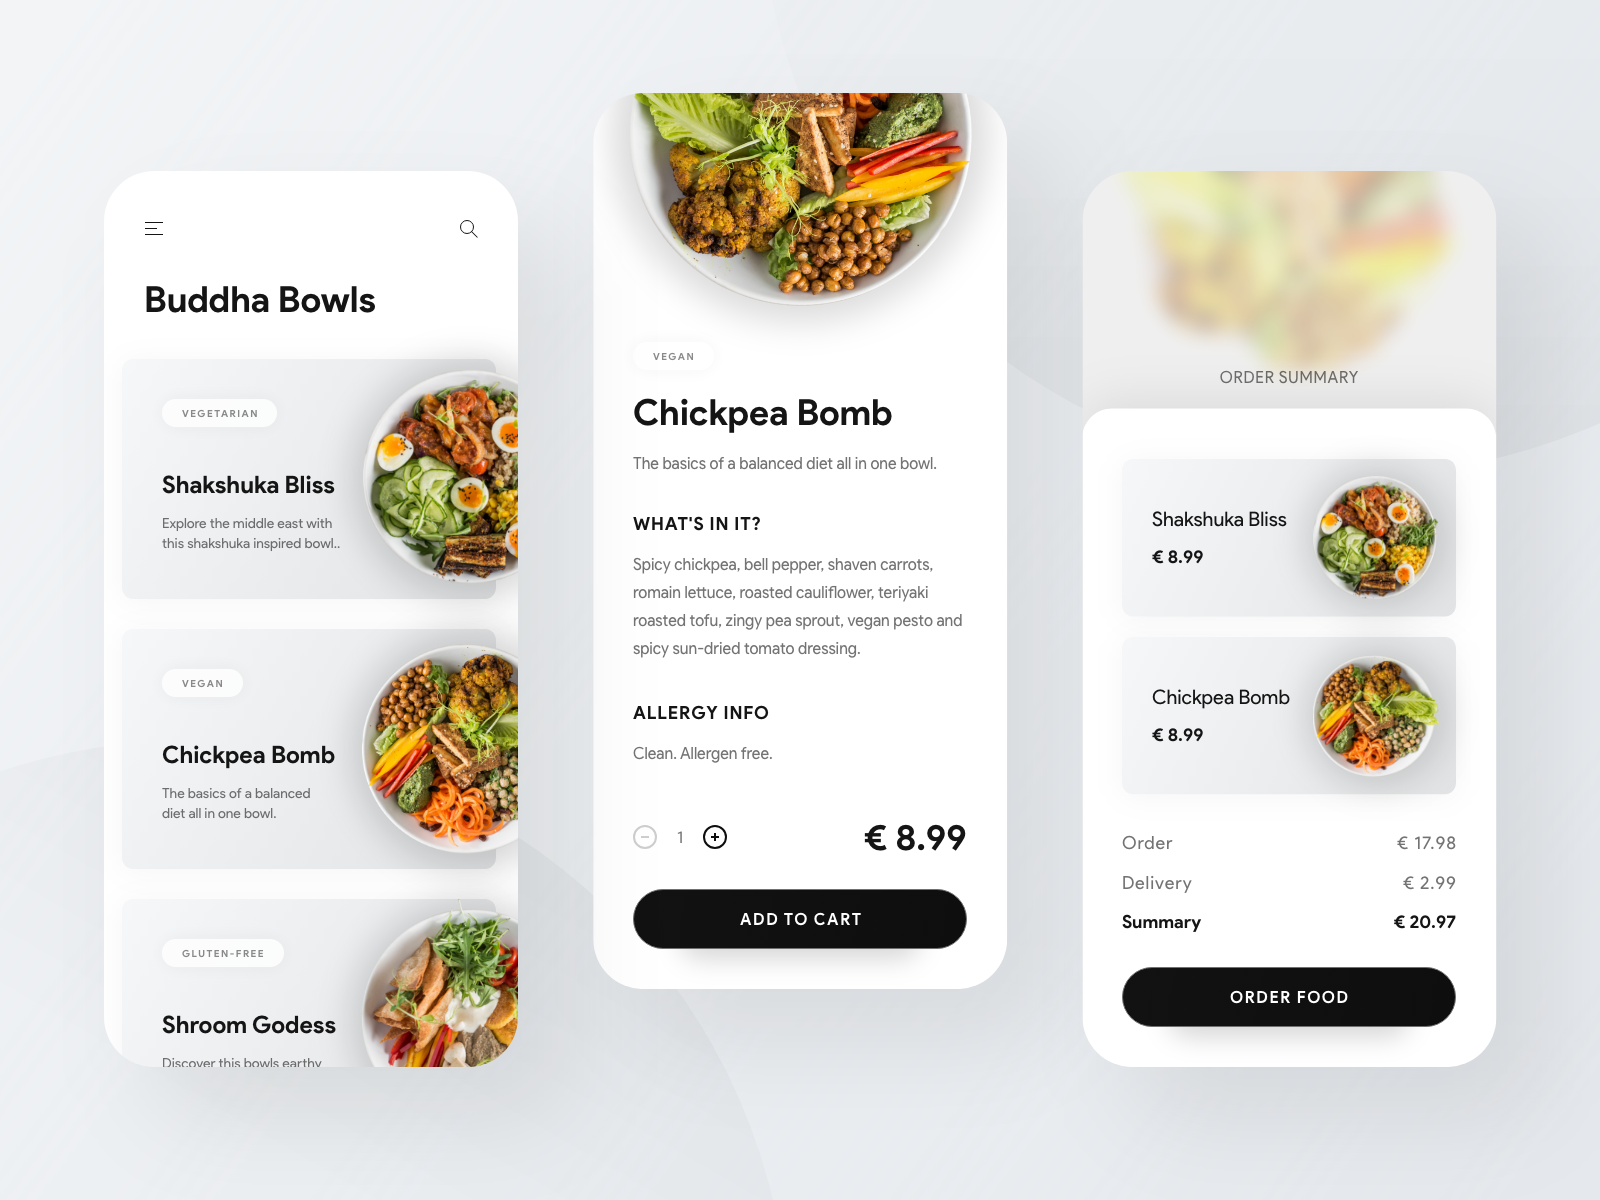 Buddha Bowls
VEGETARIAN
Shakshuka Bliss
Explore the middle east with
this shakshuka inspired bowl..
VEGAN
Chickpea Bomb
The basics of a balanced
diet all in one bowl.
GLUTEN-FREE
Shroom Godess
Discover this bowls earthy
VEGAN
Chickpea Bomb
The basics of a balanced diet all in one bowl.
WHAT'S IN IT?
Spicy chickpea, bell pepper, shaven carrots,
romain lettuce, roasted cauliflower, teriyaki
roasted tofu, zingy pea sprout, vegan pesto and
spicy sun-dried tomato dressing.
ALLERGY INFO
Clean. Allergen free.
1
€ 8.99
ADD TO CART
ORDER SUMMARY
Shakshuka Bliss
€ 8.99
Chickpea Bomb
€ 8.99
Order € 17.98
Delivery € 2.99
Summary € 20.97
ORDER FOOD